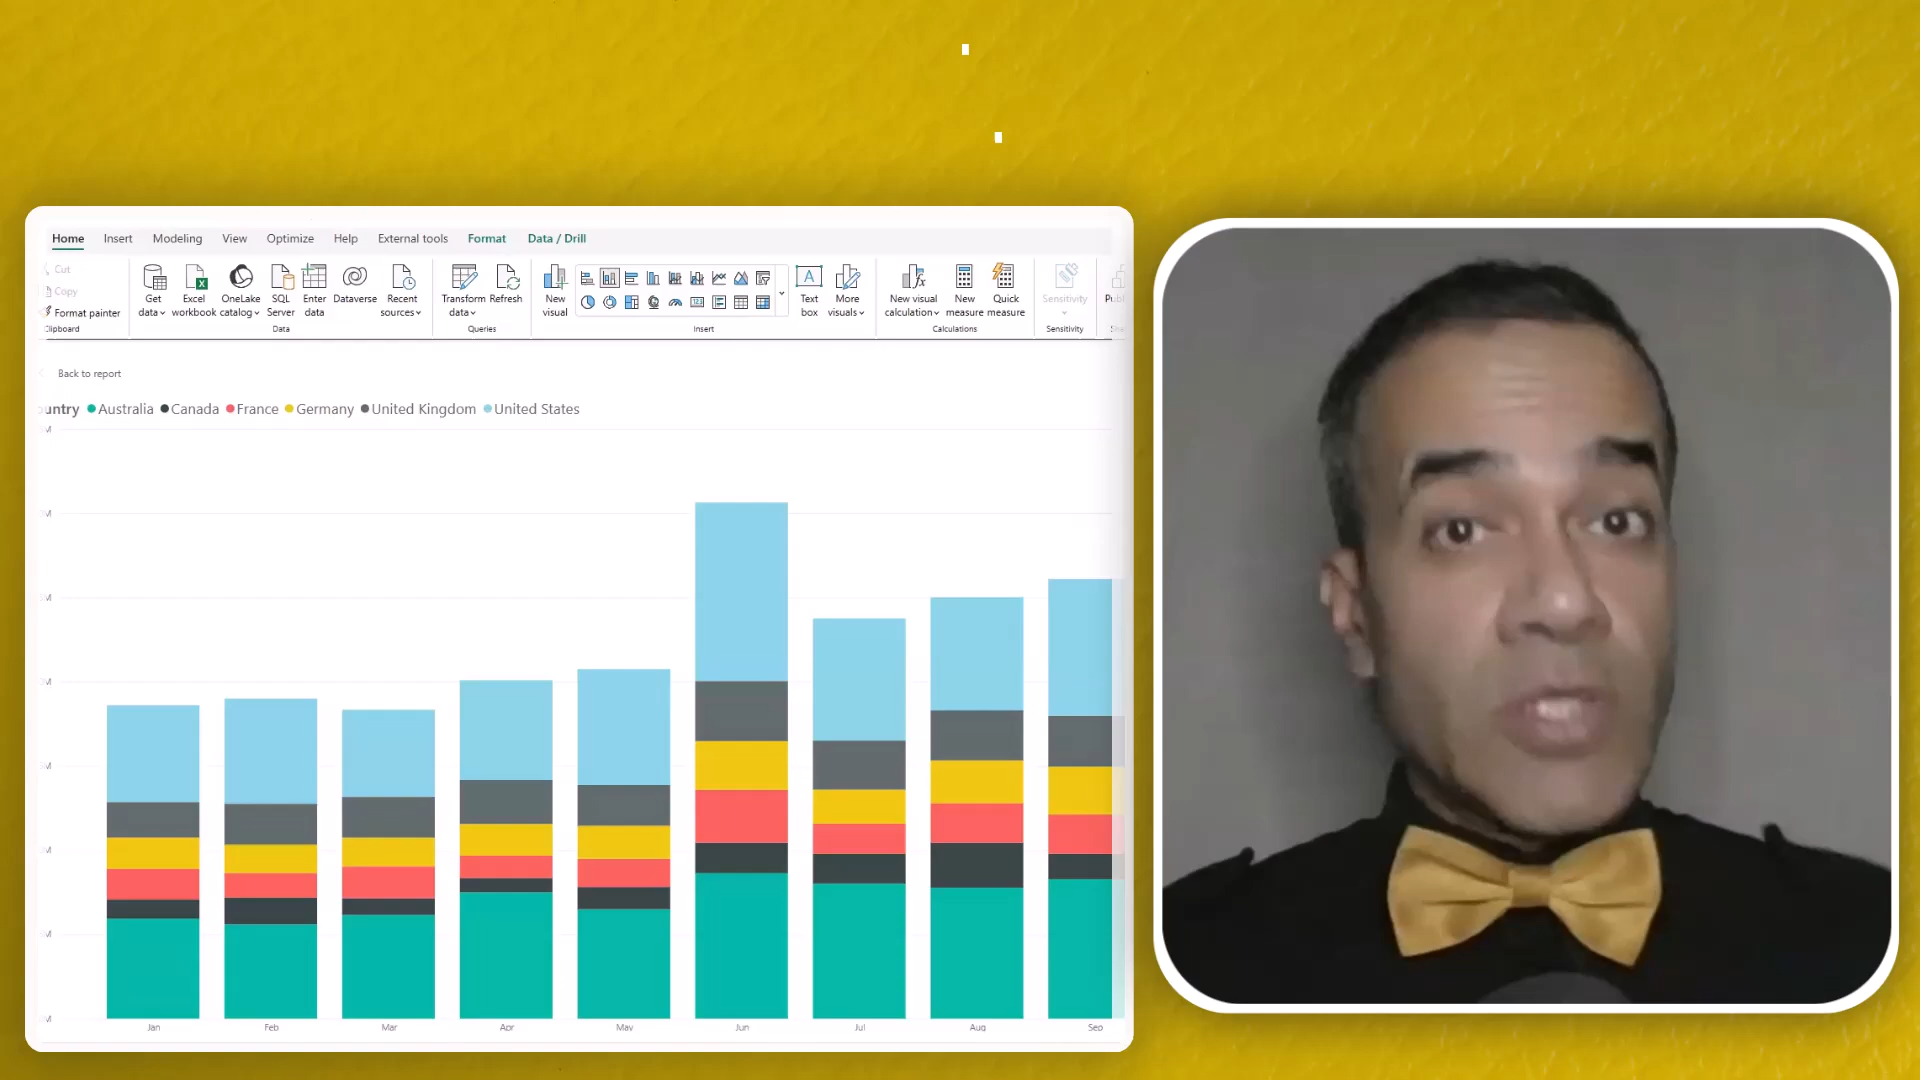 Home Insert Modeling View Optimize Help External tools Format Data / Drill
Cut
Copy
Format painter
Clipboard
Get data
Excel workbook
OneLake catalog
SQL Server
Enter data
Dataverse
Recent sources
Data
Transform data
Refresh
Queries
New visual
Text box
More visuals
Insert
New visual calculation
New measure
Quick measure
Calculations
Sensitivity
Sensitivity
Back to report
Australia Canada France Germany United Kingdom United States
Jan Feb Mar Apr May Jun Jul Aug Sep